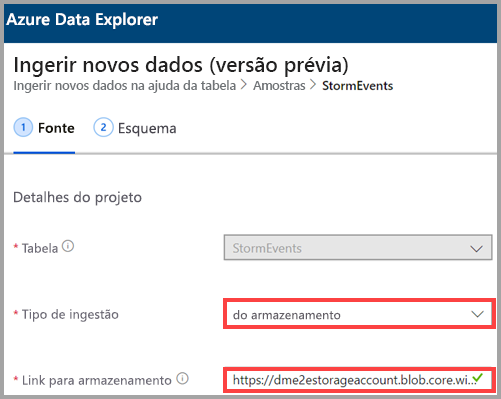 Azure Data Explorer
Ingerir novos dados (versão prévia)
Ingerir novos dados na ajuda da tabela > Amostras > StormEvents
1 Fonte 2 Esquema
Detalhes do projeto
* Tabela StormEvents
* Tipo de ingestão do armazenamento
* Link para armazenamento https://dme2estorageaccount.blob.core.wi...